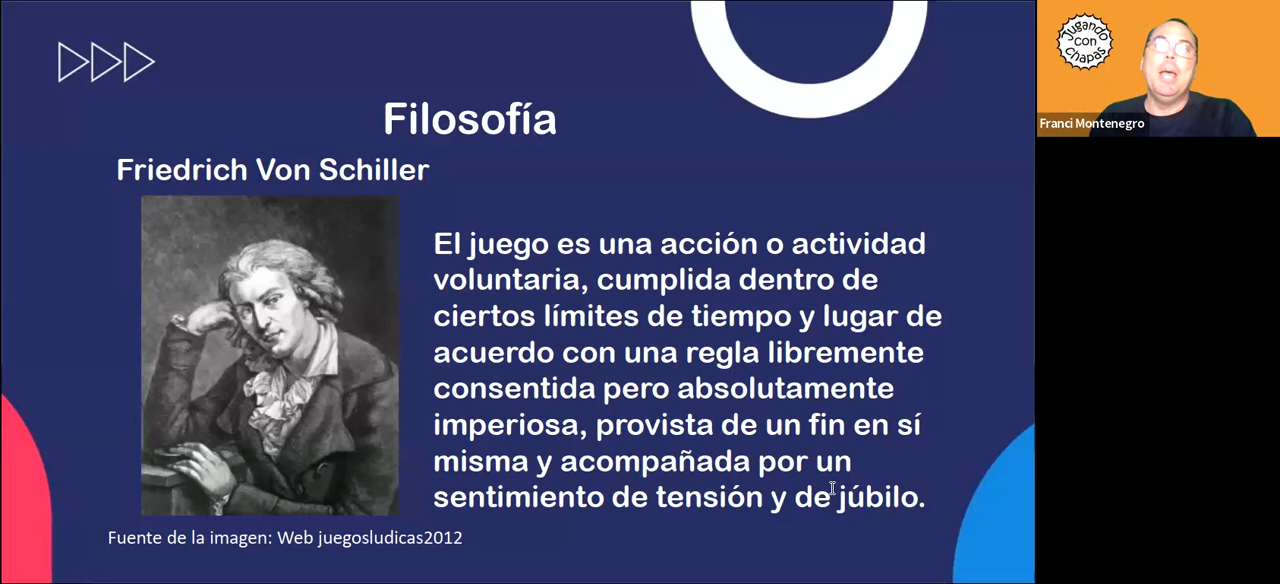 Filosofía
Friedrich Von Schiller
El juego es una acción o actividad
voluntaria, cumplida dentro de
ciertos límites de tiempo y lugar de
acuerdo con una regla libremente
consentida pero absolutamente
imperiosa, provista de un fin en sí
misma y acompañada por un
sentimiento de tensión y de júbilo.
Fuente de la imagen: Web juegosludicas2012
Jugando
con
chapas
Franci Montenegro